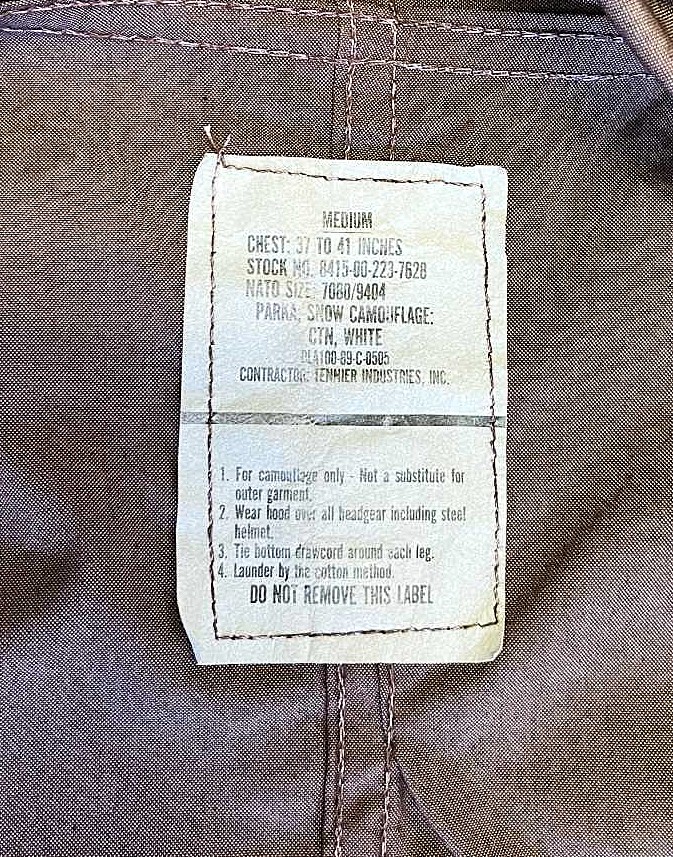 MEDIUM
CHEST: 37 TO 41 INCHES
STOCK NO. 8415-00-223-7628
NATO SIZE: 7080/9404
PARKA, SNOW CAMOUFLAGE:
CTN, WHITE
DLA100-89-C-0505
CONTRACTOR: TENNIER INDUSTRIES, INC.
1. For camouflage only - Not a substitute for
outer garment.
2. Wear hood over all headgear including steel
helmet.
3. Tie bottom drawcord around each leg.
4. Launder by the cotton method.
DO NOT REMOVE THIS LABEL